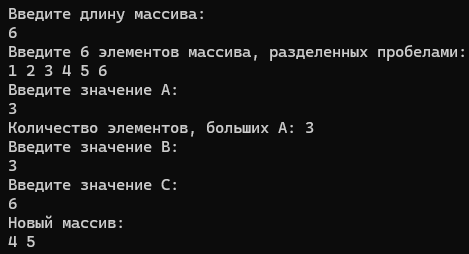 Введите длину массива:
6
Введите 6 элементов массива, разделенных пробелами:
1 2 3 4 5 6
Введите значение A:
3
Количество элементов, больших A: 3
Введите значение B:
3
Введите значение C:
6
Новый массив:
4 5